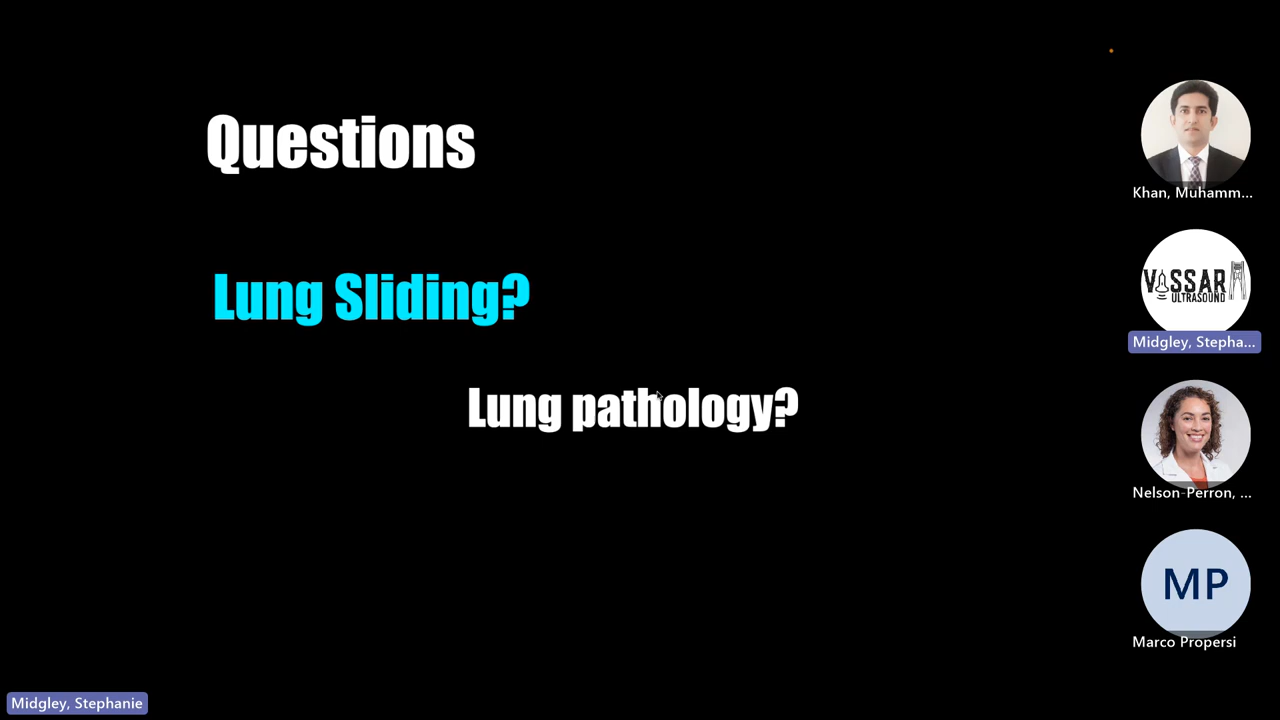 Questions
Lung Sliding?
Lung pathology?
Khan, Muhamm...
VASSAR
ULTRASOUND
Midgley, Stepha...
Nelson-Perron, ...
MP
Marco Propersi
Midgley, Stephanie